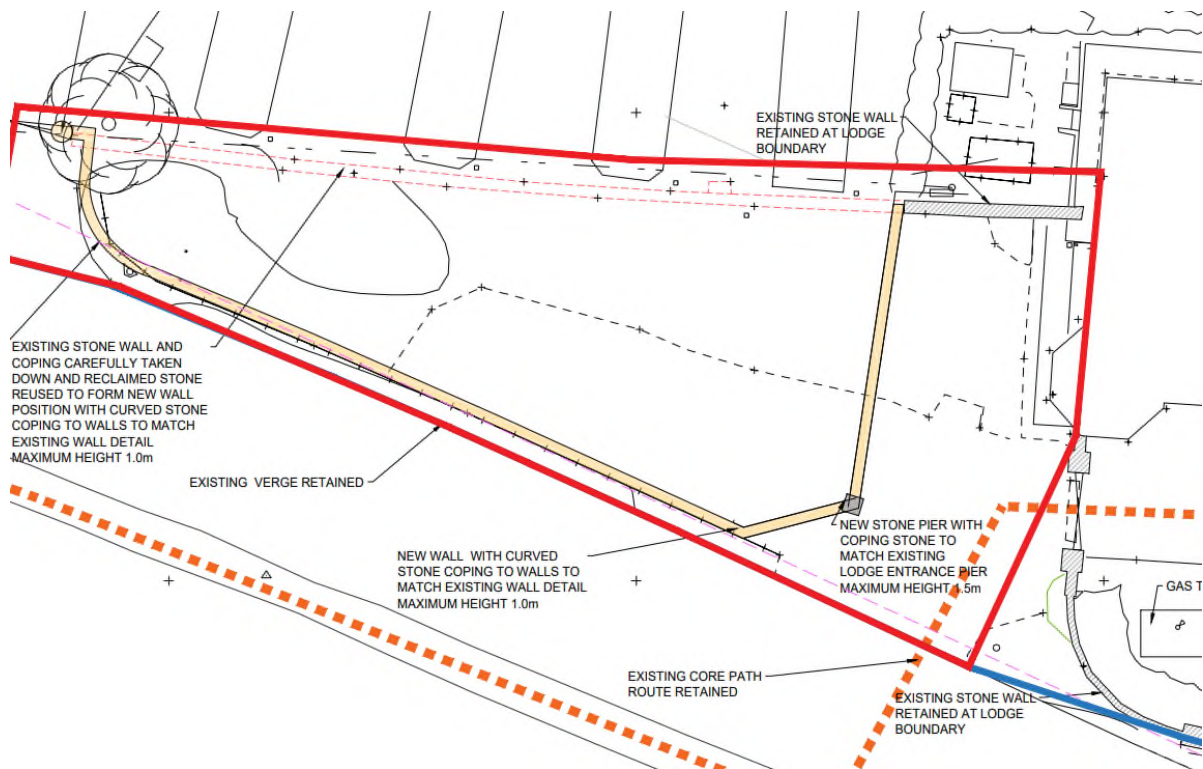 EXISTING STONE WALL
RETAINED AT LODGE
BOUNDARY
EXISTING STONE WALL AND
COPING CAREFULLY TAKEN
DOWN AND RECLAIMED STONE
REUSED TO FORM NEW WALL
POSITION WITH CURVED STONE
COPING TO WALLS TO MATCH
EXISTING WALL DETAIL
MAXIMUM HEIGHT 1.0m
EXISTING VERGE RETAINED
NEW WALL WITH CURVED
STONE COPING TO WALLS TO
MATCH EXISTING WALL DETAIL
MAXIMUM HEIGHT 1.0m
NEW STONE PIER WITH
COPING STONE TO
MATCH EXISTING
LODGE ENTRANCE PIER
MAXIMUM HEIGHT 1.5m
GAS T
EXISTING CORE PATH
ROUTE RETAINED
EXISTING STONE WALL
RETAINED AT LODGE
BOUNDARY